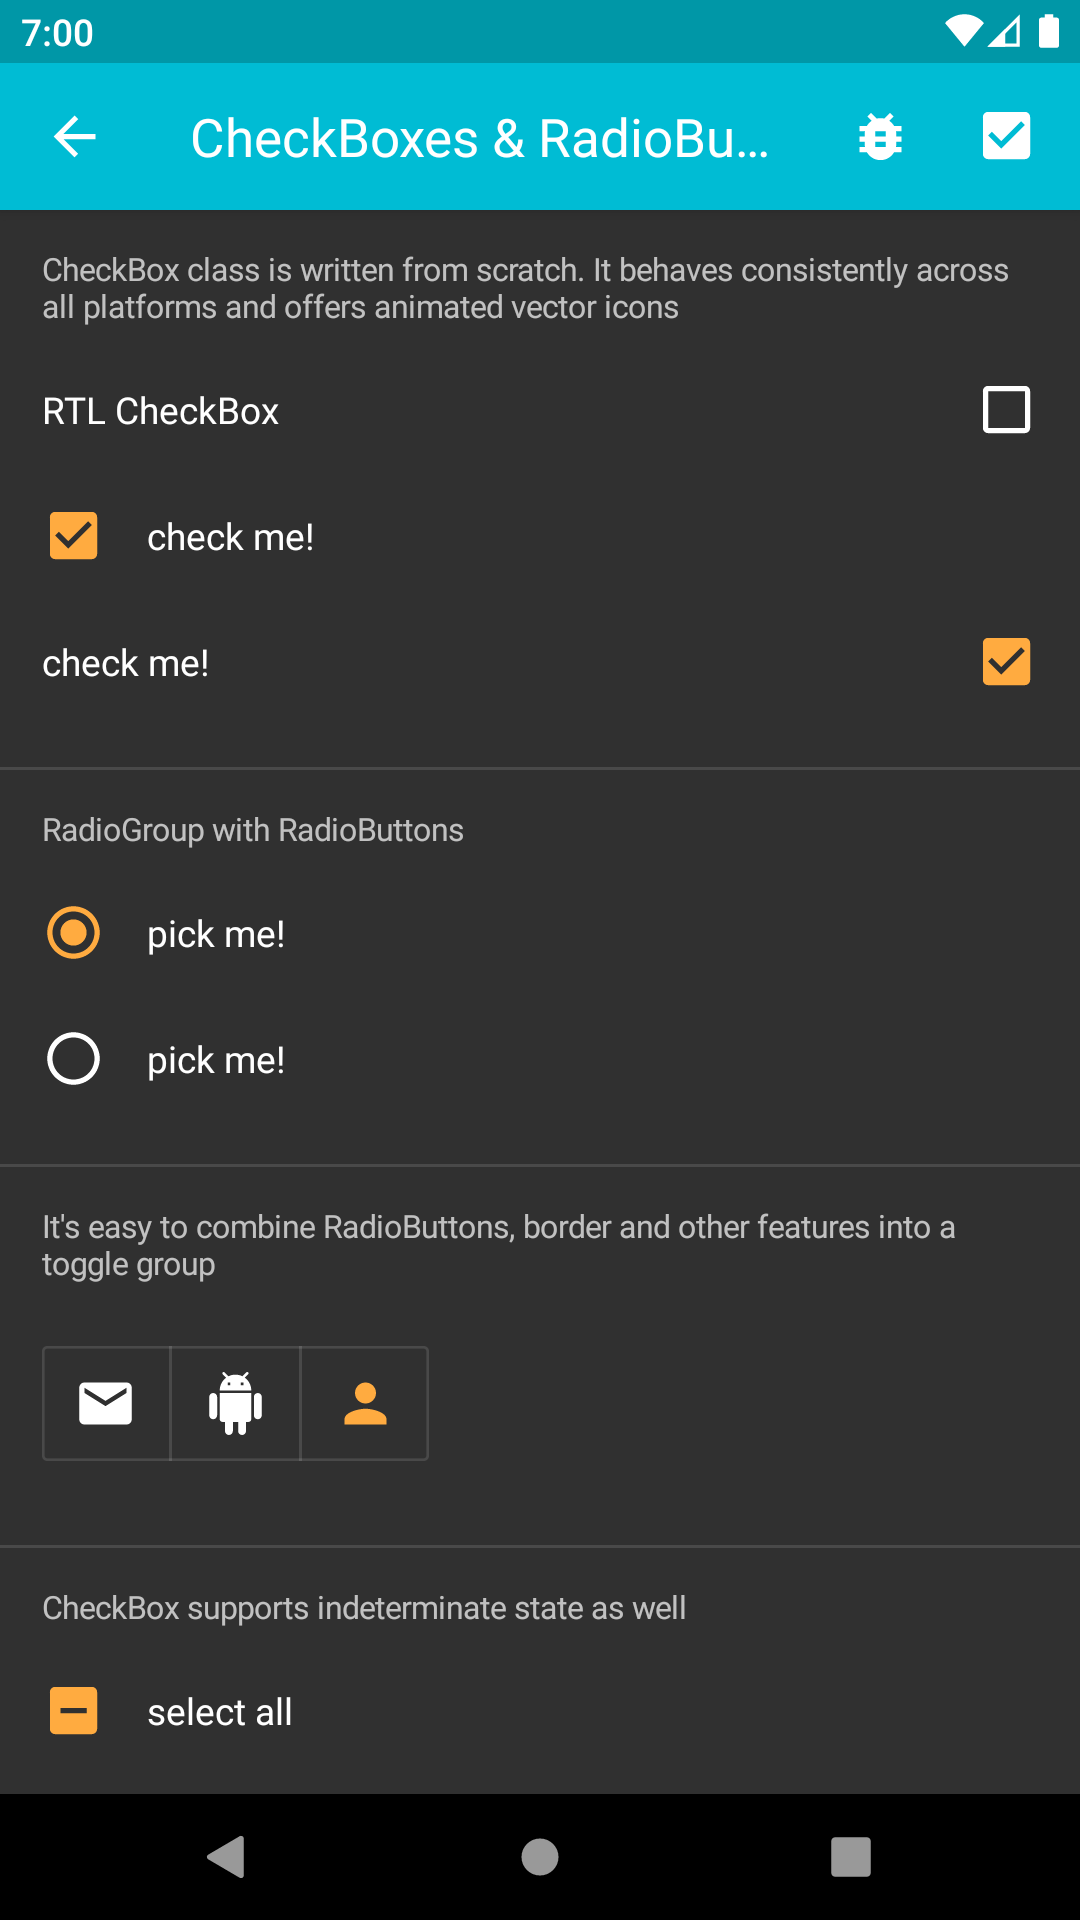 7:00
CheckBoxes & RadioBu...
CheckBox class is written from scratch. It behaves consistently across
all platforms and offers animated vector icons
RTL CheckBox
check me!
check me!
RadioGroup with RadioButtons
pick me!
pick me!
It's easy to combine RadioButtons, border and other features into a
toggle group
CheckBox supports indeterminate state as well
select all